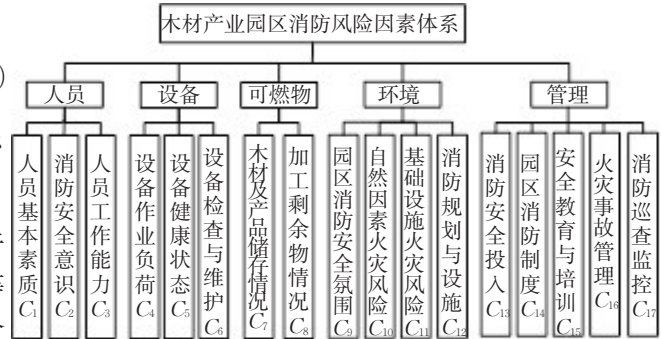 木材产业园区消防风险因素体系
人员
设备
可燃物
环境
管理
人员基本素质C1
消防安全意识C2
人员工作能力C3
设备作业负荷C4
设备健康状态C5
设备检查与维护C6
木材及产品储存情况C7
加工剩余物情况C8
园区消防安全氛围C9
自然因素火灾风险C10
基础设施火灾风险C11
消防规划与设施C12
消防安全投入C13
园区消防制度C14
安全教育与培训C15
火灾事故管理C16
消防巡查监控C17